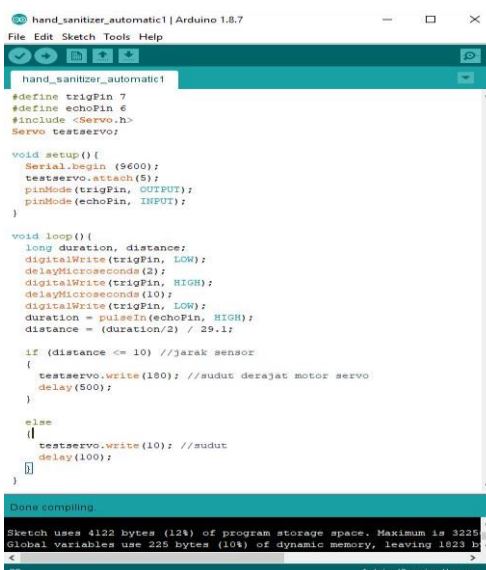 hand_sanitizer_automatic1 | Arduino 1.8.7
File Edit Sketch Tools Help
hand_sanitizer_automatic1
#define trigPin 7
#define echoPin 6
#include <Servo.h>
Servo testservo;
void setup(){
Serial.begin (9600);
testservo.attach(5);
pinMode(trigPin, OUTPUT);
pinMode(echoPin, INPUT);
}
void loop(){
long duration, distance;
digitalWrite(trigPin, LOW);
delayMicroseconds(2);
digitalWrite(trigPin, HIGH);
delayMicroseconds(10);
digitalWrite(trigPin, LOW);
duration = pulseIn(echoPin, HIGH);
distance = (duration/2) / 29.1;
if (distance <= 10) //jarak sensor
{
testservo.write(180); //sudut derajat motor servo
delay(500);
}
else
{
testservo.write(10); //sudut
delay(100);
}
}
Done compiling.
Sketch uses 4122 bytes (12%) of program storage space. Maximum is 3225
Global variables use 225 bytes (10%) of dynamic memory, leaving 1823 b